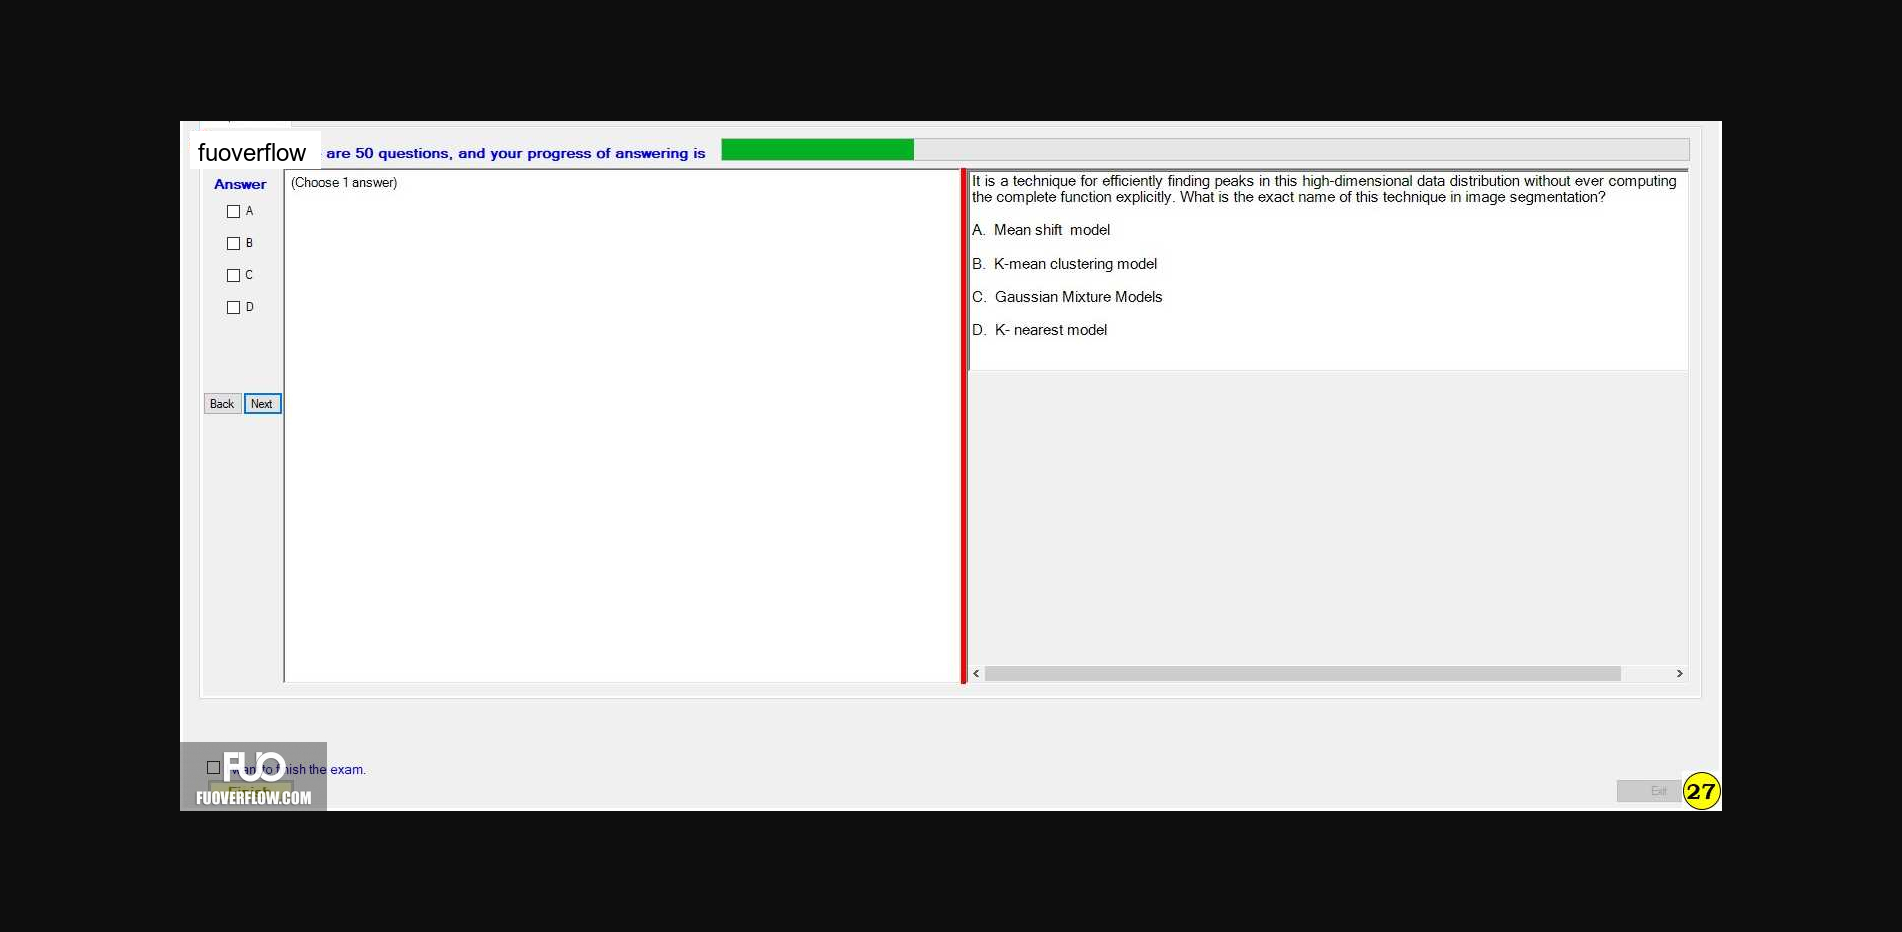 fuoverflow are 50 questions, and your progress of answering is
Answer
(Choose 1 answer)
A
B
C
D
Back Next
It is a technique for efficiently finding peaks in this high-dimensional data distribution without ever computing
the complete function explicitly. What is the exact name of this technique in image segmentation?
A. Mean shift model
B. K-mean clustering model
C. Gaussian Mixture Models
D. K- nearest model
FUO
to finish the exam.
Finish
FUOVERFLOW.COM
Exit
27